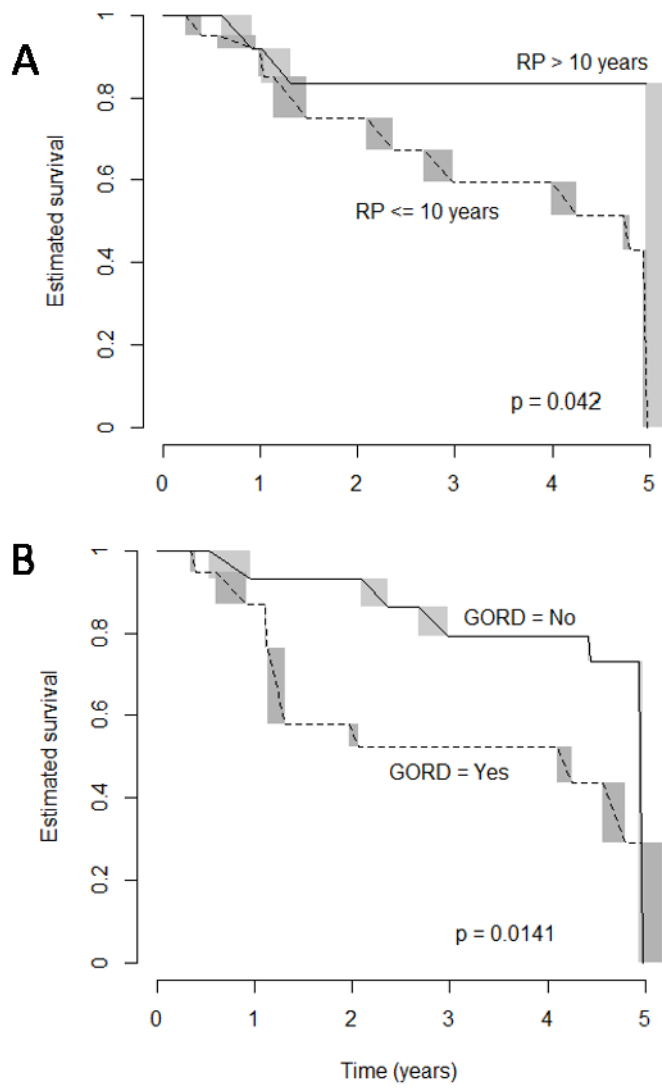 A
Estimated survival
1
0.8
0.6
0.4
0.2
0
RP > 10 years
RP <= 10 years
p = 0.042
0 1 2 3 4 5
B
Estimated survival
1
0.8
0.6
0.4
0.2
0
GORD = No
GORD = Yes
p = 0.0141
0 1 2 3 4 5
Time (years)